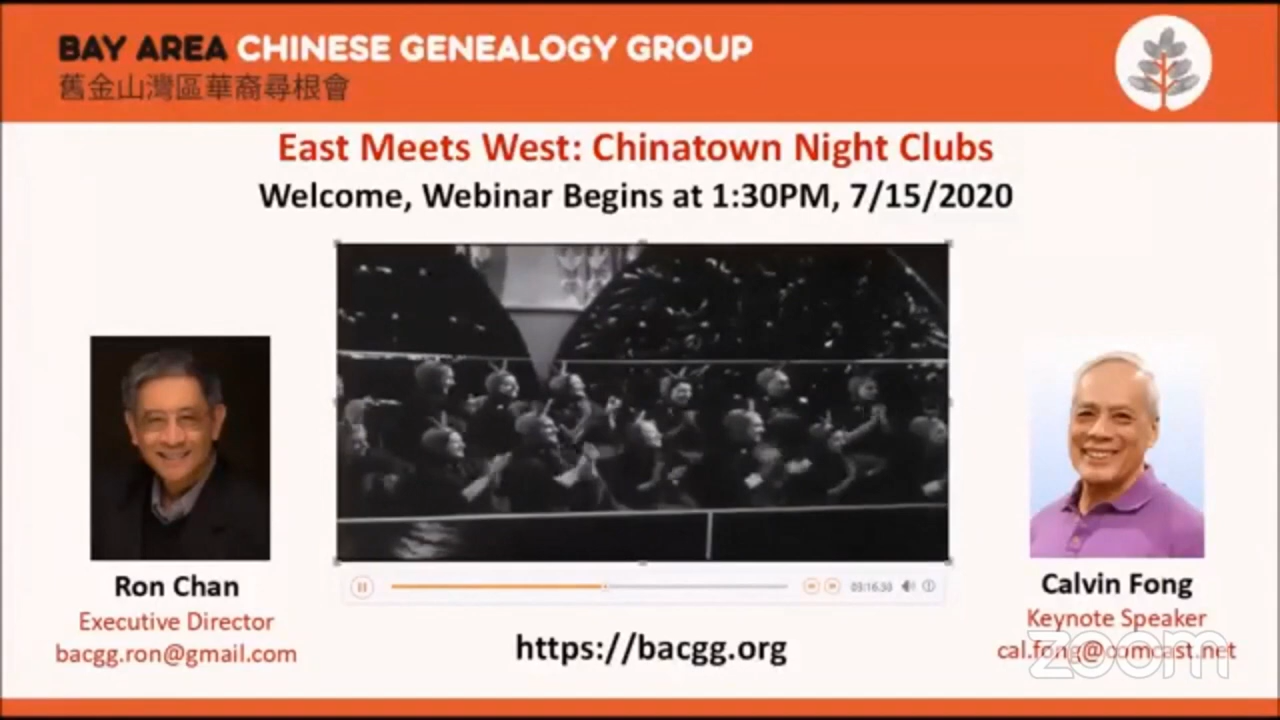 BAY AREA CHINESE GENEALOGY GROUP
舊金山灣區華裔尋根會
East Meets West: Chinatown Night Clubs
Welcome, Webinar Begins at 1:30PM, 7/15/2020
03:16.30
Ron Chan
Executive Director
bacgg.ron@gmail.com
https://bacgg.org
Calvin Fong
Keynote Speaker
cal.fong@comcast.net
zoom